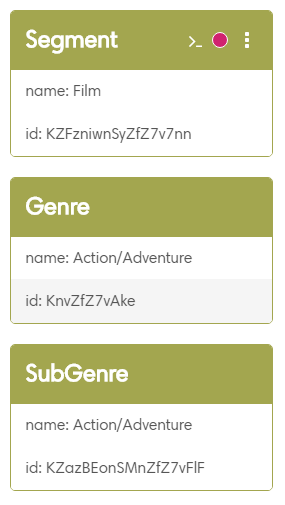 Segment
name: Film
id: KZFzniwnSyZfZ7v7nn
Genre
name: Action/Adventure
id: KnvZfZ7vAke
SubGenre
name: Action/Adventure
id: KZazBEonSMnZfZ7vFlF